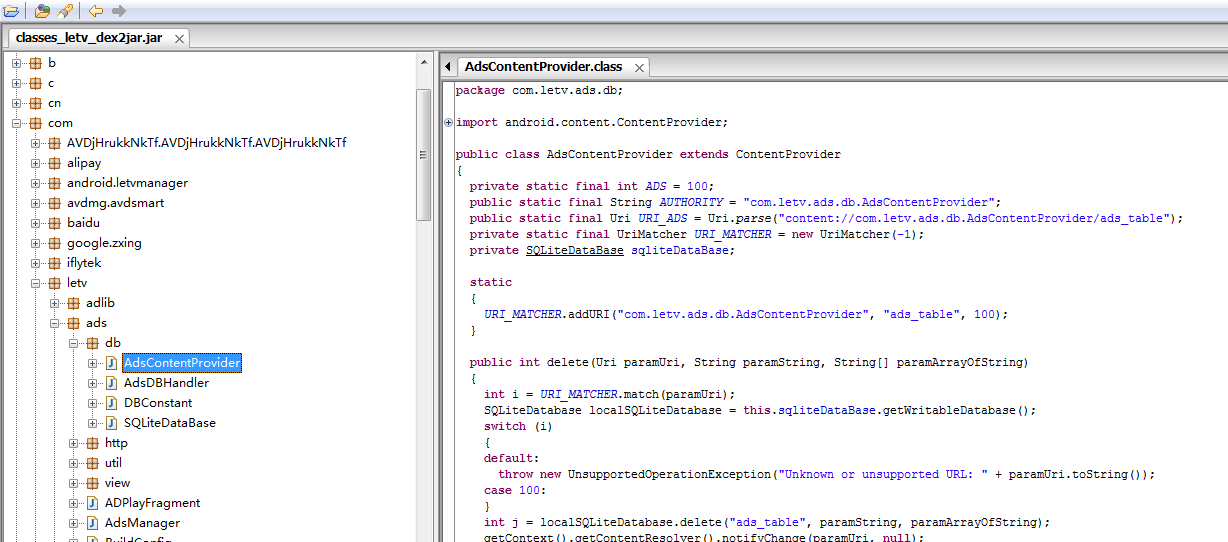 classes_letv_dex2jar.jar
b
c
cn
com
AVDjHrukkNkTf.AVDjHrukkNkTf.AVDjHrukkNkTf
alipay
android.letvmanager
avdmg.avdsmart
baidu
google.zxing
iflytek
letv
adlib
ads
db
AdsContentProvider
AdsDBHandler
DBConstant
SQLiteDataBase
http
util
view
ADPlayFragment
AdsManager
BuildConfig
AdsContentProvider.class
package com.letv.ads.db;
import android.content.ContentProvider;
public class AdsContentProvider extends ContentProvider
{
private static final int ADS = 100;
public static final String AUTHORITY = "com.letv.ads.db.AdsContentProvider";
public static final Uri URI_ADS = Uri.parse("content://com.letv.ads.db.AdsContentProvider/ads_table");
private static final UriMatcher URI_MATCHER = new UriMatcher(-1);
private SQLiteDataBase sqliteDataBase;
static
{
URI_MATCHER.addURI("com.letv.ads.db.AdsContentProvider", "ads_table", 100);
}
public int delete(Uri paramUri, String paramString, String[] paramArrayOfString)
{
int i = URI_MATCHER.match(paramUri);
SQLiteDatabase localSQLiteDatabase = this.sqliteDataBase.getWritableDatabase();
switch (i)
{
default:
throw new UnsupportedOperationException("Unknown or unsupported URL: " + paramUri.toString());
case 100:
}
int j = localSQLiteDatabase.delete("ads_table", paramString, paramArrayOfString);
getContext().getContentResolver().notifyChange(paramUri, null);